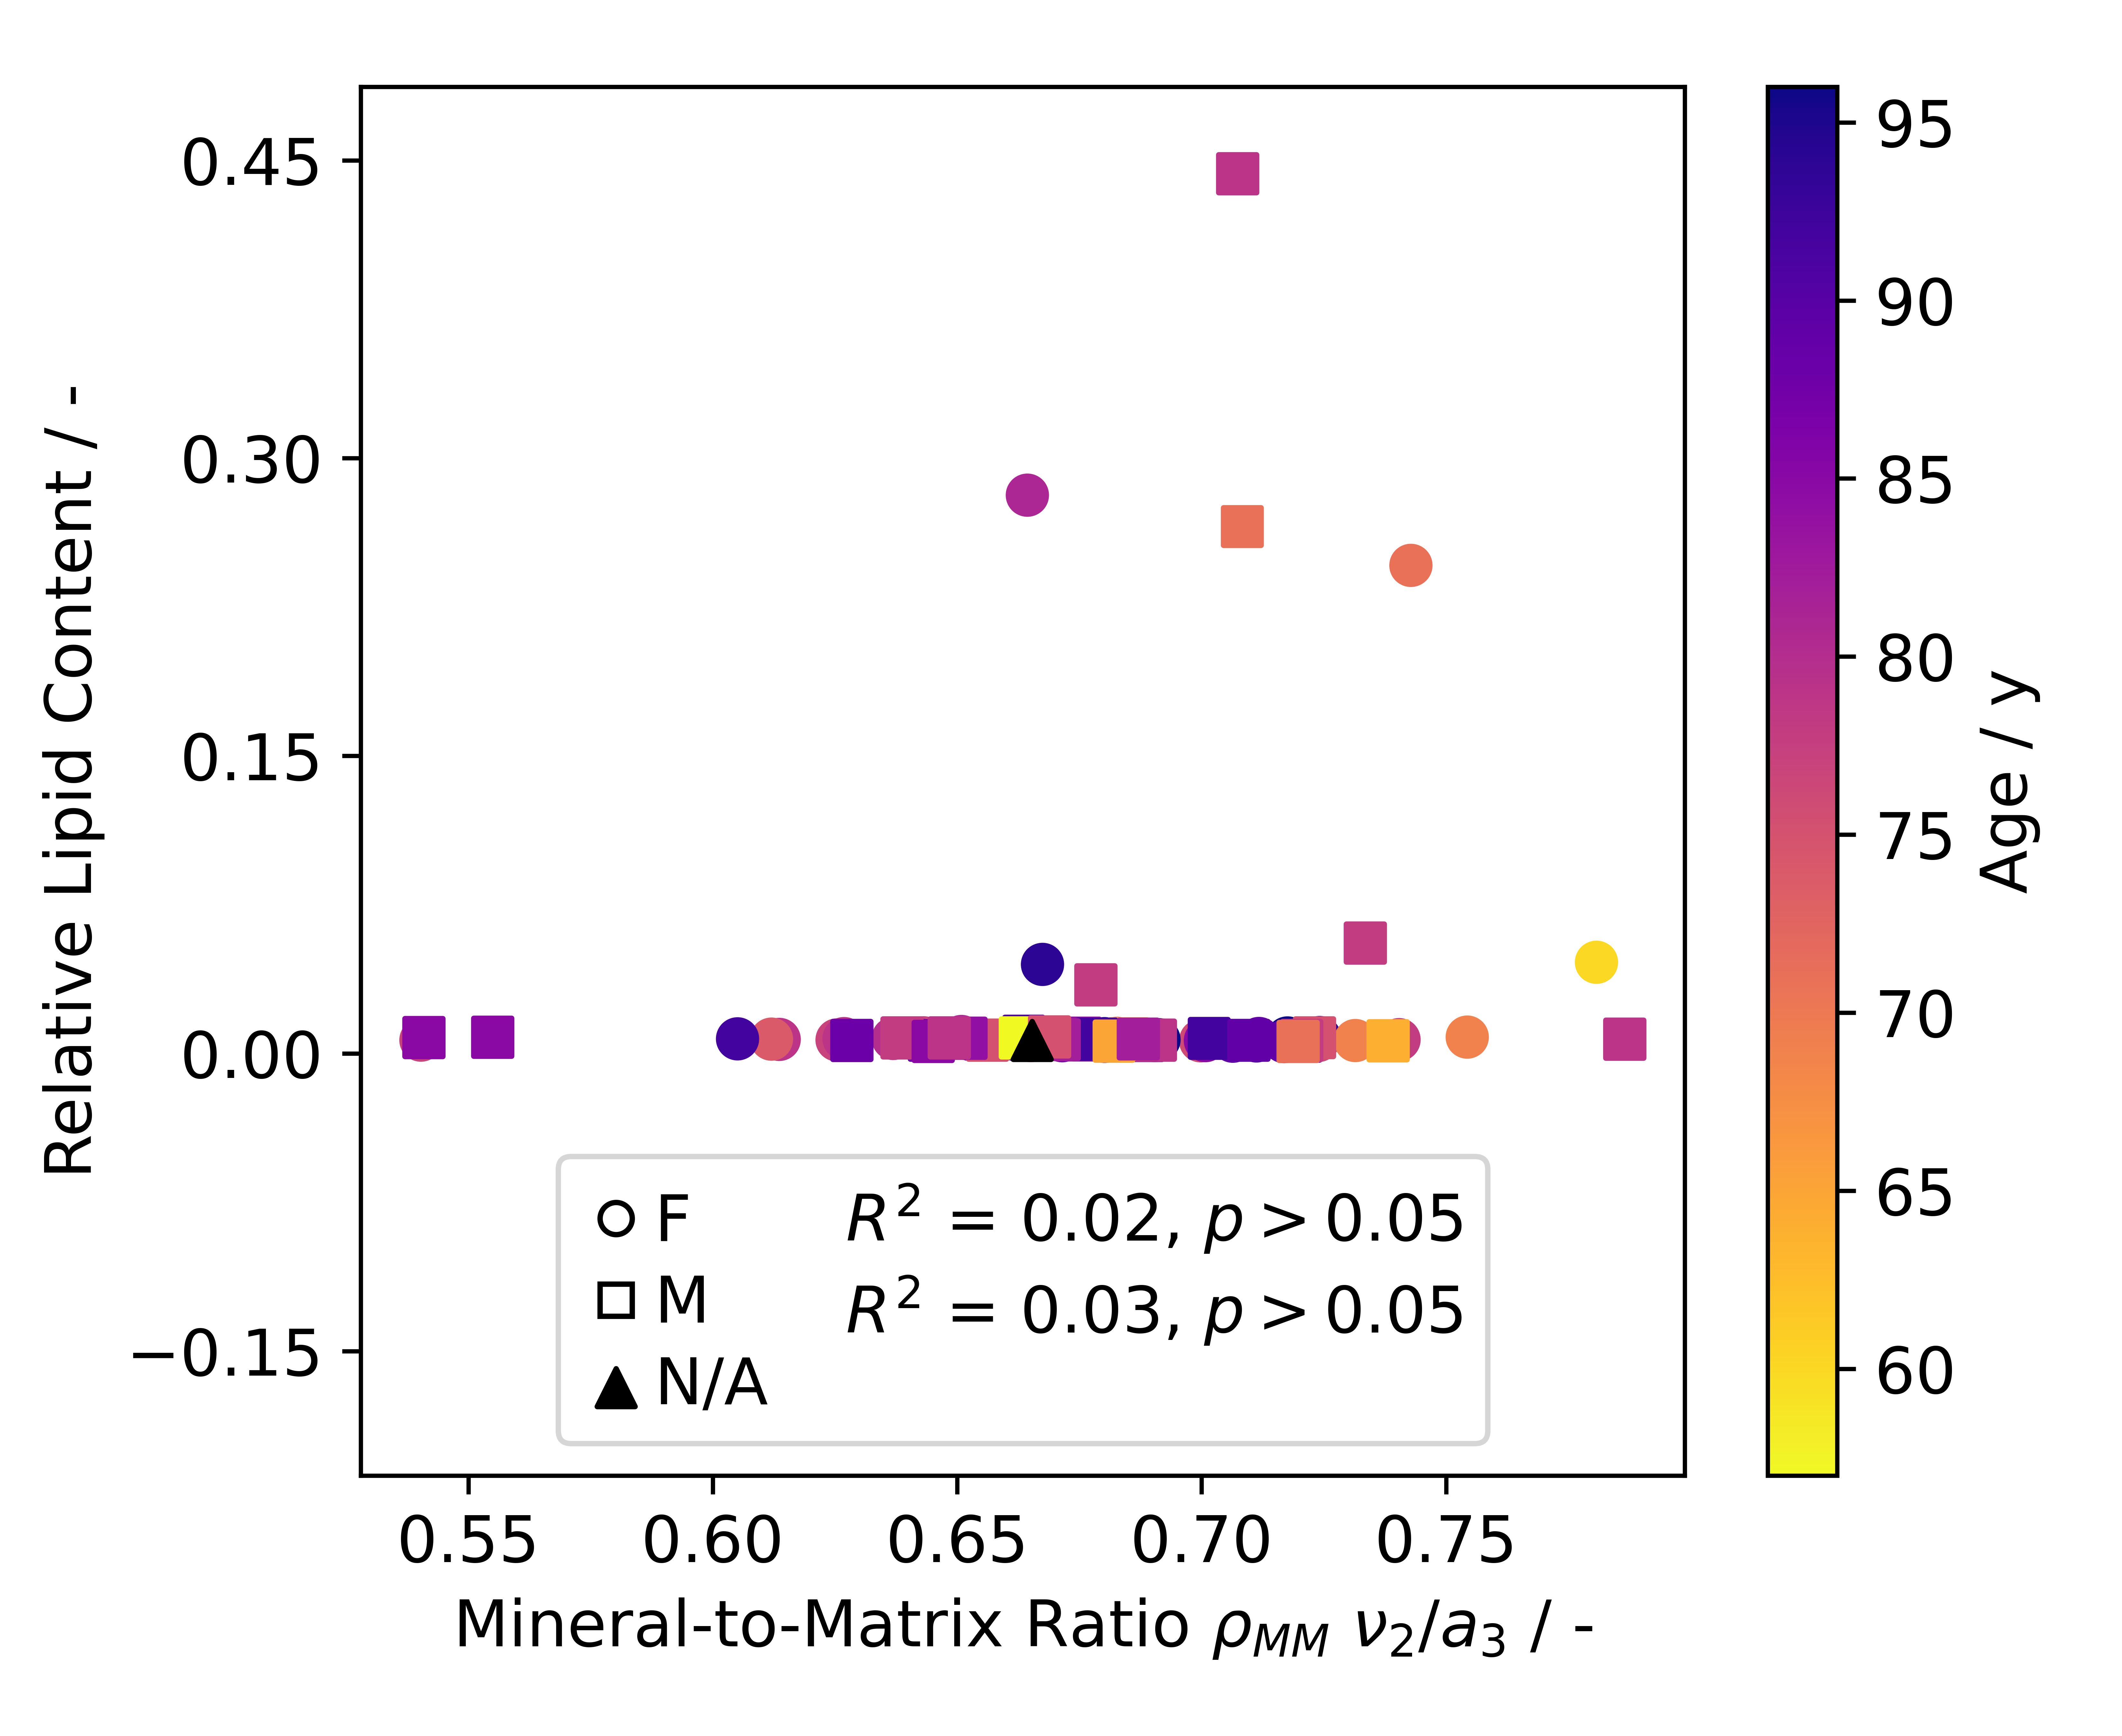 0.45
0.30
0.15
0.00
−0.15
Relative Lipid Content / -
0.55 0.60 0.65 0.70 0.75
Mineral-to-Matrix Ratio ρMM ν2/a3 / -
F R² = 0.02, p > 0.05
M R² = 0.03, p > 0.05
N/A
95
90
85
80
75
70
65
60
Age / y